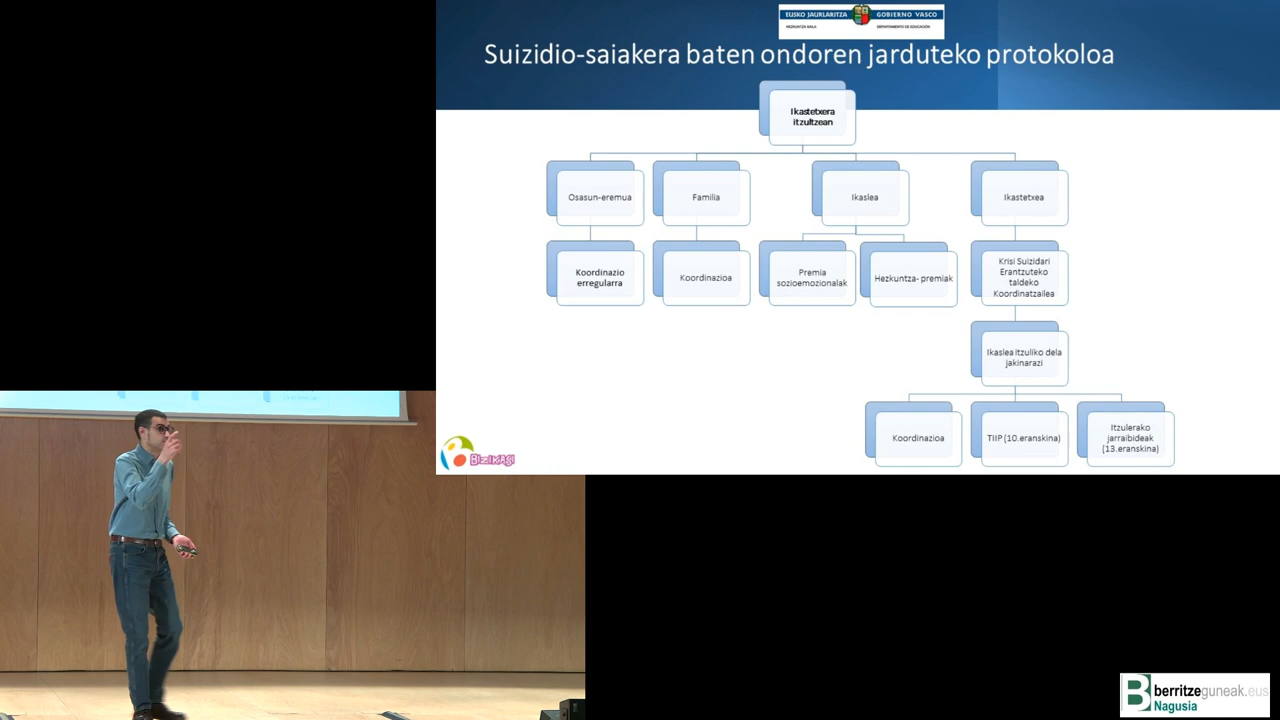 EUSKO JAURLARITZA
GOBIERNO VASCO
HEZKUNTZA SAILA
DEPARTAMENTO DE EDUCACIÓN
Suizidio-saiakera baten ondoren jarduteko protokoloa
Ikastetxera
itzultzean
Osasun-eremua
Familia
Ikaslea
Ikastetxea
Koordinazio
erregularra
Koordinazioa
Premia
sozioemozionalak
Hezkuntza- premiak
Krisi Suizidari
Erantzuteko
taldeko
Koordinatzailea
Ikaslea itzuliko dela
jakinarazi
Koordinazioa
TIIP (10.eranskina)
Itzulerako
jarraibideak
(13.eranskina)
BIZIKASI
berritzeguneak.eus
Nagusia